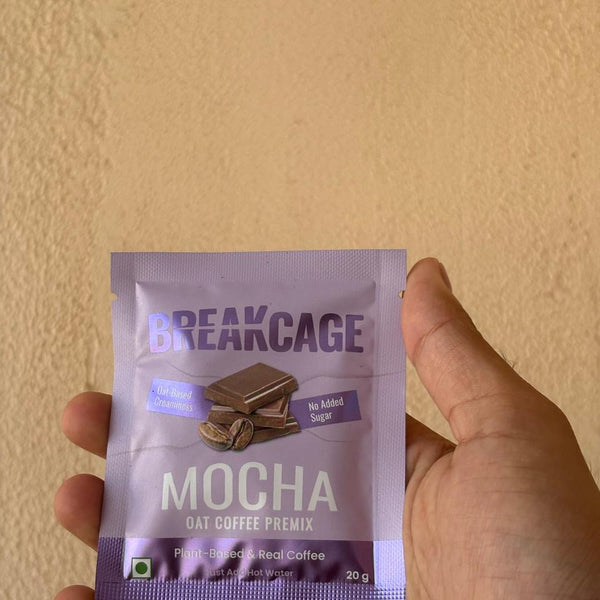 BREAKCAGE
Oat-Based
Creaminess
No Added
Sugar
MOCHA
OAT COFFEE PREMIX
Plant-Based & Real Coffee
Just Add Hot Water
20 g